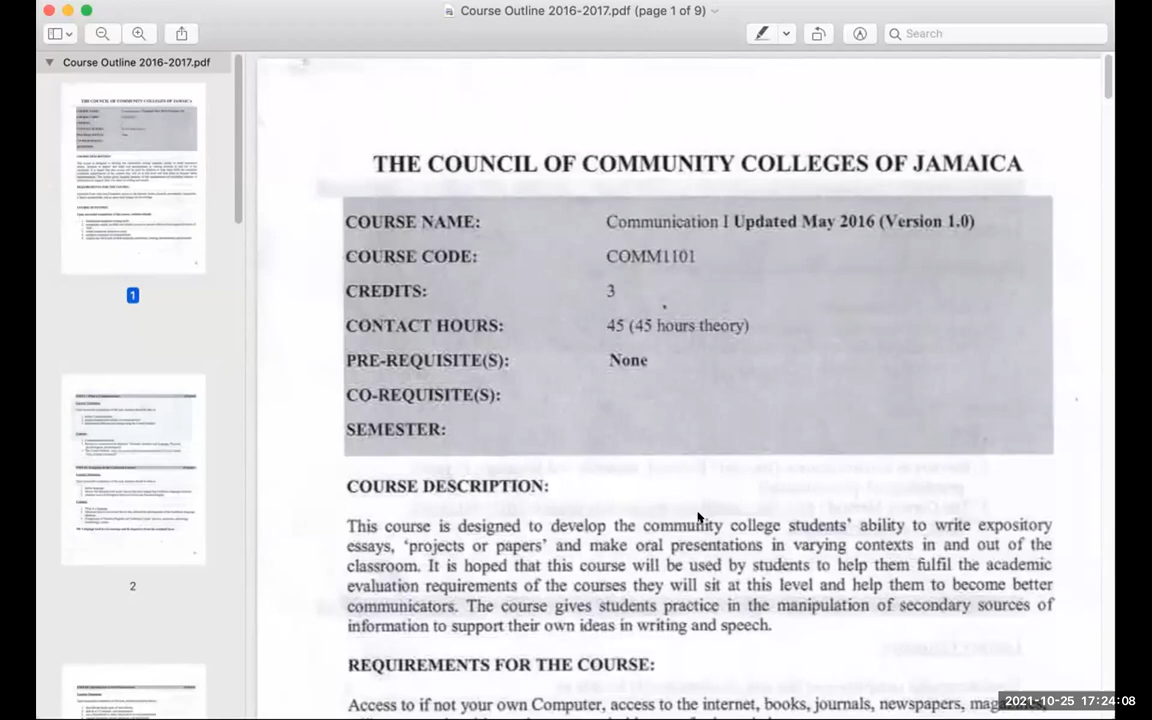 Course Outline 2016-2017.pdf (page 1 of 9)
Search
Course Outline 2016-2017.pdf
1
2
THE COUNCIL OF COMMUNITY COLLEGES OF JAMAICA
COURSE NAME: Communication I Updated May 2016 (Version 1.0)
COURSE CODE: COMM1101
CREDITS: 3
CONTACT HOURS: 45 (45 hours theory)
PRE-REQUISITE(S): None
CO-REQUISITE(S):
SEMESTER:
COURSE DESCRIPTION:
This course is designed to develop the community college students' ability to write expository
essays, 'projects or papers' and make oral presentations in varying contexts in and out of the
classroom. It is hoped that this course will be used by students to help them fulfil the academic
evaluation requirements of the courses they will sit at this level and help them to become better
communicators. The course gives students practice in the manipulation of secondary sources of
information to support their own ideas in writing and speech.
REQUIREMENTS FOR THE COURSE:
Access to if not your own Computer, access to the internet, books, journals, newspapers,
2021-10-25 17:24:08